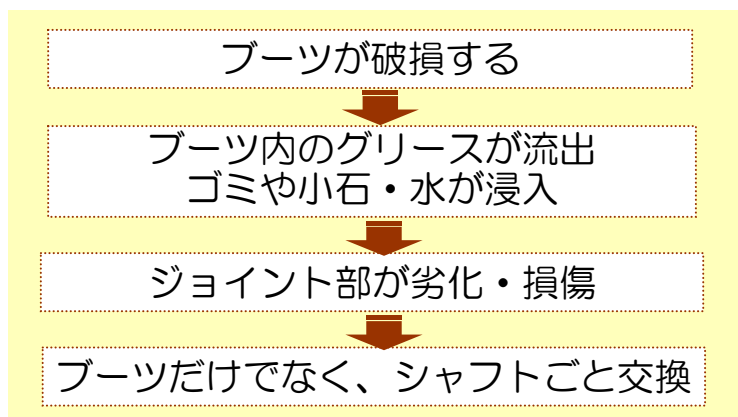 ブーツが破損する
ブーツ内のグリースが流出
ゴミや小石・水が浸入
ジョイント部が劣化・損傷
ブーツだけでなく、シャフトごと交換